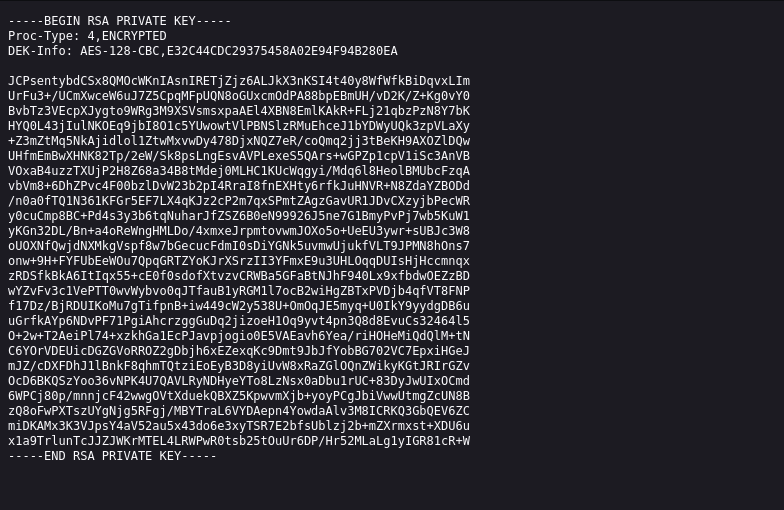 -----BEGIN RSA PRIVATE KEY-----
Proc-Type: 4,ENCRYPTED
DEK-Info: AES-128-CBC,E32C44CDC29375458A02E94F94B280EA
JCPsentybdCSx8QMOcWKnIAsnIRETjZjz6ALJkX3nKSI4t40y8WfWfkBiDqvxLIm
UrFu3+/UCmXwceW6uJ7Z5CpqMFpUQN8oGUxcmOdPA88bpEBmUH/vD2K/Z+Kg0vY0
BvbTz3VEcpXJygto9WRg3M9XSVsmsxpaAEl4XBN8EmlKAkR+FLj21qbzPzN8Y7bK
HYQ0L43jIulNKOEq9jbI8O1c5YUwowtVlPBNSlzRMuEhceJ1bYDWyUQk3zpVLaXy
+Z3mZtMq5NkAjidlol1ZtwMxvwDy478DjxNQZ7eR/coQmq2jj3tBeKH9AXOZlDQw
UHfmEmBwXHNK82Tp/2eW/Sk8psLngEsvAVPLexeS5QArs+wGPZp1cpV1iSc3AnVB
VOxaB4uzzTXUjP2H8Z68a34B8tMdej0MLHC1KUcWqgyi/Mdq6l8HeolBMUbcFzqA
vbVm8+6DhZPvc4F00bzlDvW23b2pI4RraI8fnEXHty6rfkJuHNVR+N8ZdaYZBODd
/n0a0fTQ1N361KFGr5EF7LX4qKJz2cP2m7qxSPmtZAgzGavUR1JDvCXzyjbPecWR
y0cuCmp8BC+Pd4s3y3b6tqNuharJfZSZ6B0eN99926J5ne7G1BmyPvPj7wb5KuW1
yKGn32DL/Bn+a4oReWngHMLDo/4xmxeJrpmtovwmJOXo5o+UeEU3ywr+sUBJc3W8
oUOXNfQwjdNXMkgVspf8w7bGecucFdmI0sDiYGNk5uvmwUjukfVLT9JPMN8hOns7
onw+9H+FYFUbEeWOu7QpqGRTZYoKJrXSrzII3YFmxE9u3UHLOqqDUIsHjHccmnqx
zRDSfkBkA6ItIqx55+cE0f0sdofXtvzvCRWBa5GFaBtNJhF940Lx9xfbdwOEZzBD
wYZvFv3c1VePTT0wvWybvo0qJTfauB1yRGM1l7ocB2wiHgZBTxPVDjb4qfVT8FNP
f17Dz/BjRDUIKoMu7gTifpnB+iw449cW2y538U+OmOqJE5myq+U0IkY9yydgDB6u
uGrfkAYp6NDvPF71PgiAhcrzggGuDq2jizoeH1Oq9yvt4pn3Q8d8EvuCs32464l5
O+2w+T2AeiPl74+xzkhGa1EcPJavpjogio0E5VAEavh6Yea/riHOHeMiQdQlM+tN
C6YOrVDEUicDGZGVoRROZ2gDbjh6xEZexqKc9Dmt9JbJfYobBG702VC7EpxiHGeJ
mJZ/cDXFDhJ1lBnkF8qhmTQtziEoEyB3D8yiUvW8xRaZGlOQnZWikyKGtJRIrGZv
OcD6BKQSzYoo36vNPK4U7QAVLRyNDHyeYTo8LzNsx0aDbu1rUC+83DyJwUIxOCmd
6WPCj80p/mnnjcF42wwgOVtXduekQBXZ5KpwvmXjb+yoyPCgJbiVwwUtmgZcUN8B
zQ8oFwPXTszUYgNjg5RFgj/MBYTraL6VYDAepn4YowdaAlv3M8ICRKQ3GbQEV6ZC
miDKAMx3K3VJpsY4aV52au5x43do6e3xyTSR7E2bfsUblzj2b+mZXrmxst+XDU6u
x1a9TrlunTcJJZJWKrMTEL4LRWPwR0tsb25tOuUr6DP/Hr52MLaLg1yIGR81cR+W
-----END RSA PRIVATE KEY-----